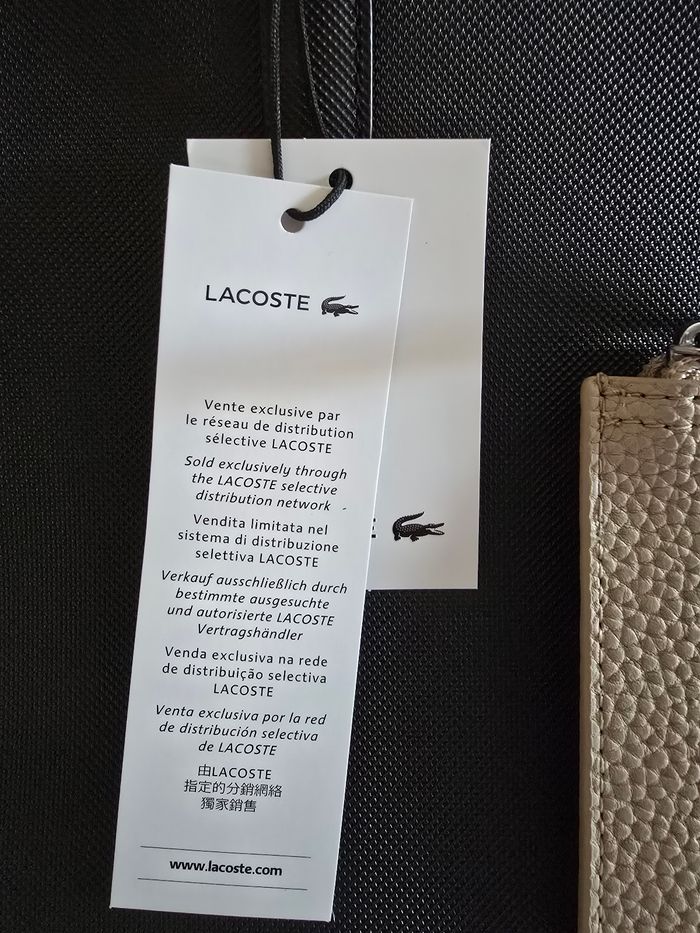 LACOSTE
Vente exclusive par
le réseau de distribution
sélective LACOSTE
Sold exclusively through
the LACOSTE selective
distribution network
Vendita limitata nel
sistema di distribuzione
selettiva LACOSTE
Verkauf ausschließlich durch
bestimmte ausgesuchte
und autorisierte LACOSTE
Vertragshändler
Venda exclusiva na rede
de distribuição selectiva
LACOSTE
Venta exclusiva por la red
de distribución selectiva
de LACOSTE
由LACOSTE
指定的分銷網絡
獨家銷售
www.lacoste.com